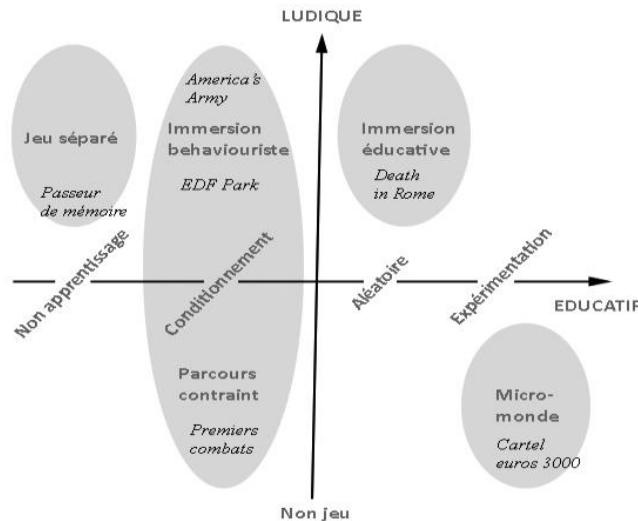 LUDIQUE
America's
Army
Jeu séparé
Immersion
behaviouriste
Immersion
éducative
Passeur
de mémoire
EDF Park
Death
in Rome
Non apprentissage
Conditionnement
Aléatoire
Expérimentation
EDUCATIF
Parcours
contraint
Premiers
combats
Micro-
monde
Cartel
euros 3000
Non jeu